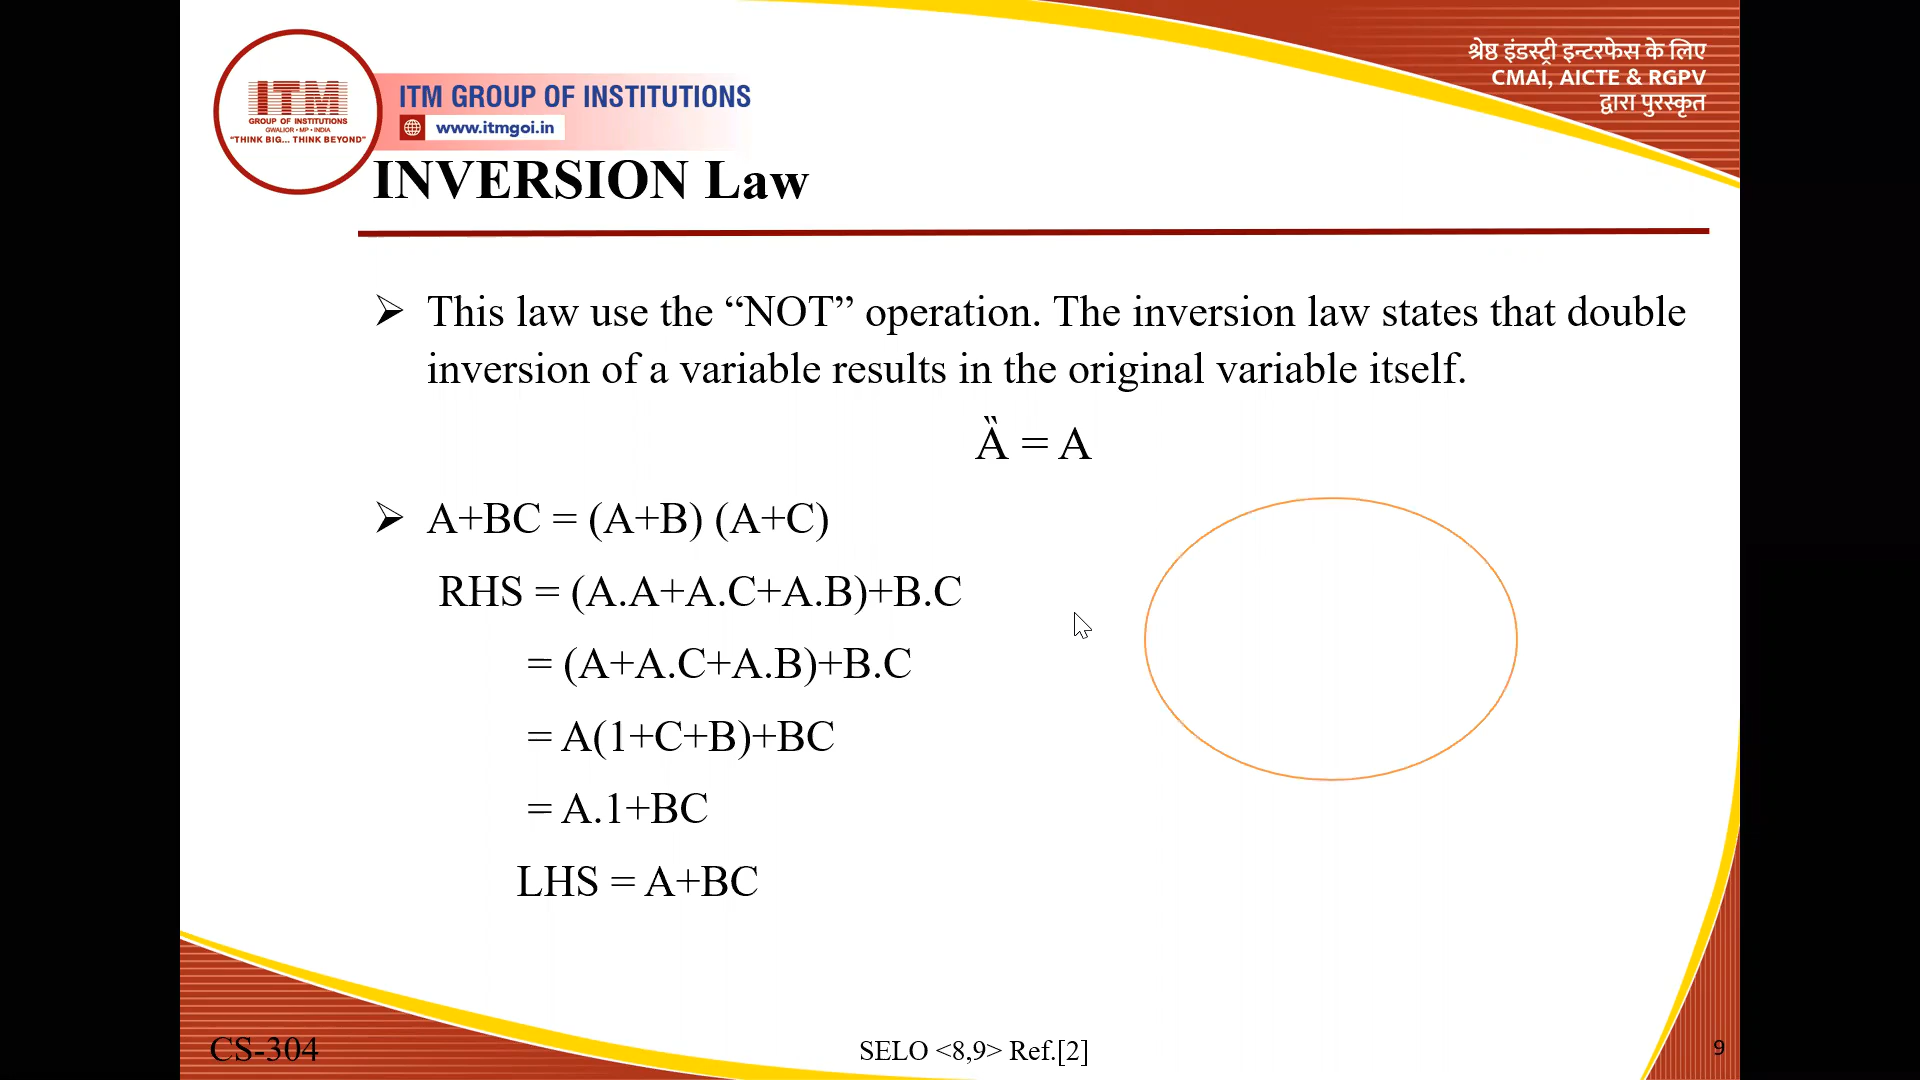 ITM
GROUP OF INSTITUTIONS
GWALIOR • MP • INDIA
“THINK BIG... THINK BEYOND”
ITM GROUP OF INSTITUTIONS
www.itmgoi.in
श्रेष्ठ इंडस्ट्री इन्टरफेस के लिए
CMAI, AICTE & RGPV
द्वारा पुरस्कृत
INVERSION Law
➢ This law use the “NOT” operation. The inversion law states that double
inversion of a variable results in the original variable itself.
Ȁ = A
➢ A+BC = (A+B) (A+C)
RHS = (A.A+A.C+A.B)+B.C
= (A+A.C+A.B)+B.C
= A(1+C+B)+BC
= A.1+BC
LHS = A+BC
CS-304
SELO <8,9> Ref.[2]
9